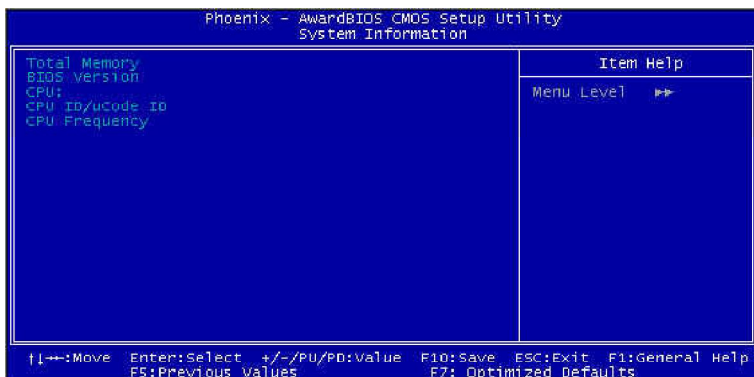 Phoenix - AwardBIOS CMOS Setup Utility
System Information
Total Memory
BIOS Version
CPU:
CPU ID/uCode ID
CPU Frequency
Item Help
Menu Level ▶▶
↑↓→←:Move Enter:Select +/-/PU/PD:Value F10:Save ESC:Exit F1:General Help
F5:Previous Values F7: Optimized Defaults